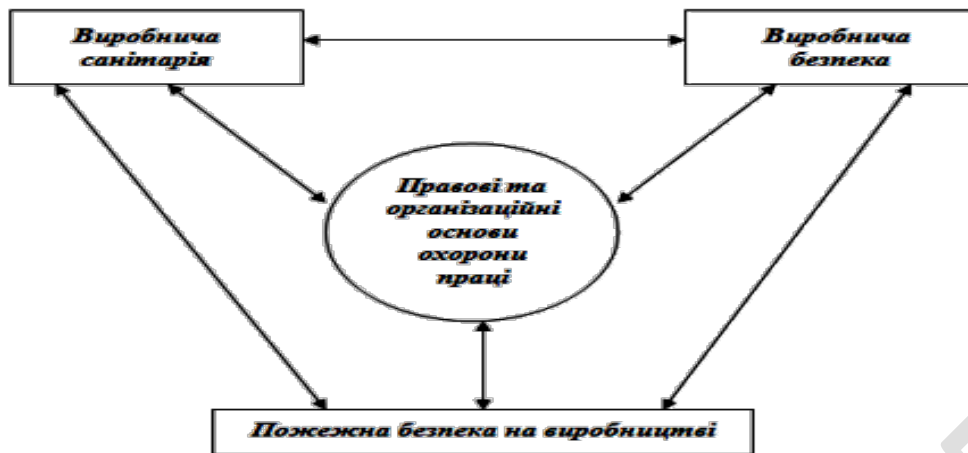 Виробнича
санітарія
Виробнича
безпека
Правові та
організаційні
основи
охорони
праці
Пожежна безпека на виробництві